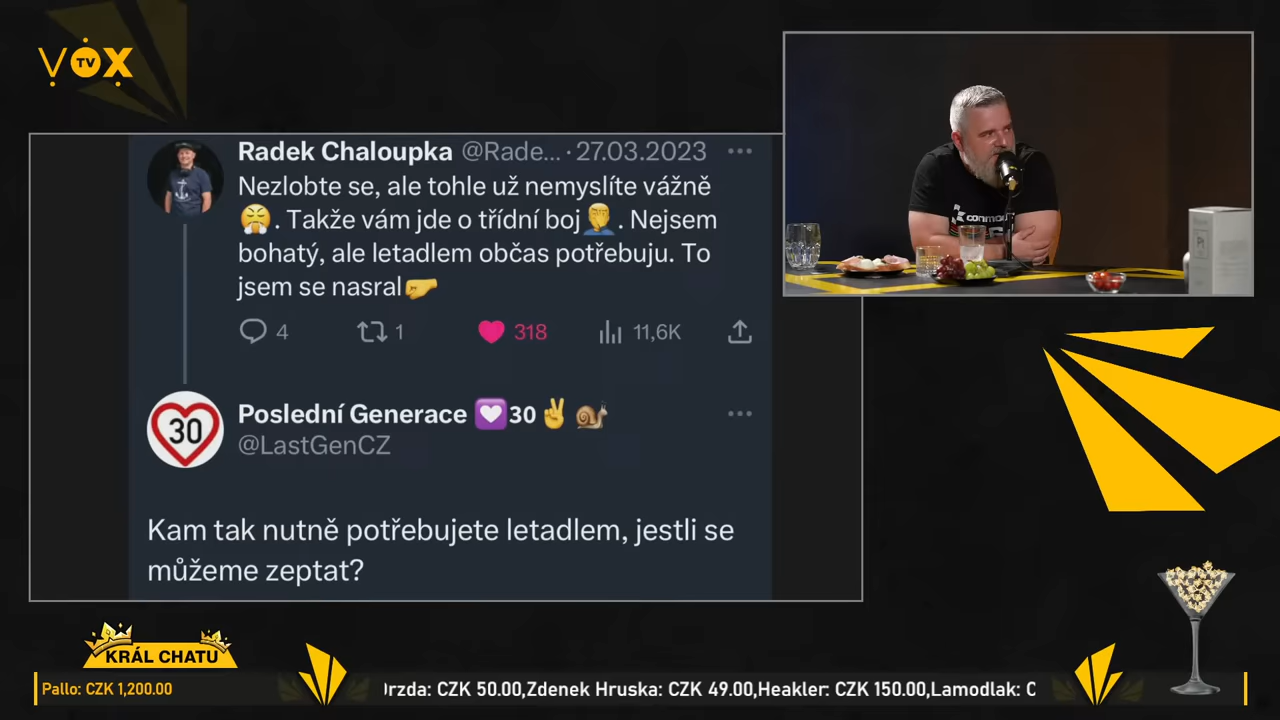 VOX
TV
Radek Chaloupka @Rade... · 27.03.2023
Nezlobte se, ale tohle už nemyslíte vážně
😤. Takže vám jde o třídní boj🤦‍♂️. Nejsem
bohatý, ale letadlem občas potřebuju. To
jsem se nasral🤛
4 1 318 11,6K
Poslední Generace 💟30✌️🐌
@LastGenCZ
30
Kam tak nutně potřebujete letadlem, jestli se
můžeme zeptat?
KRÁL CHATU
Pallo: CZK 1,200.00
rzda: CZK 50.00,Zdenek Hruska: CZK 49.00,Heakler: CZK 150.00,Lamodlak: C